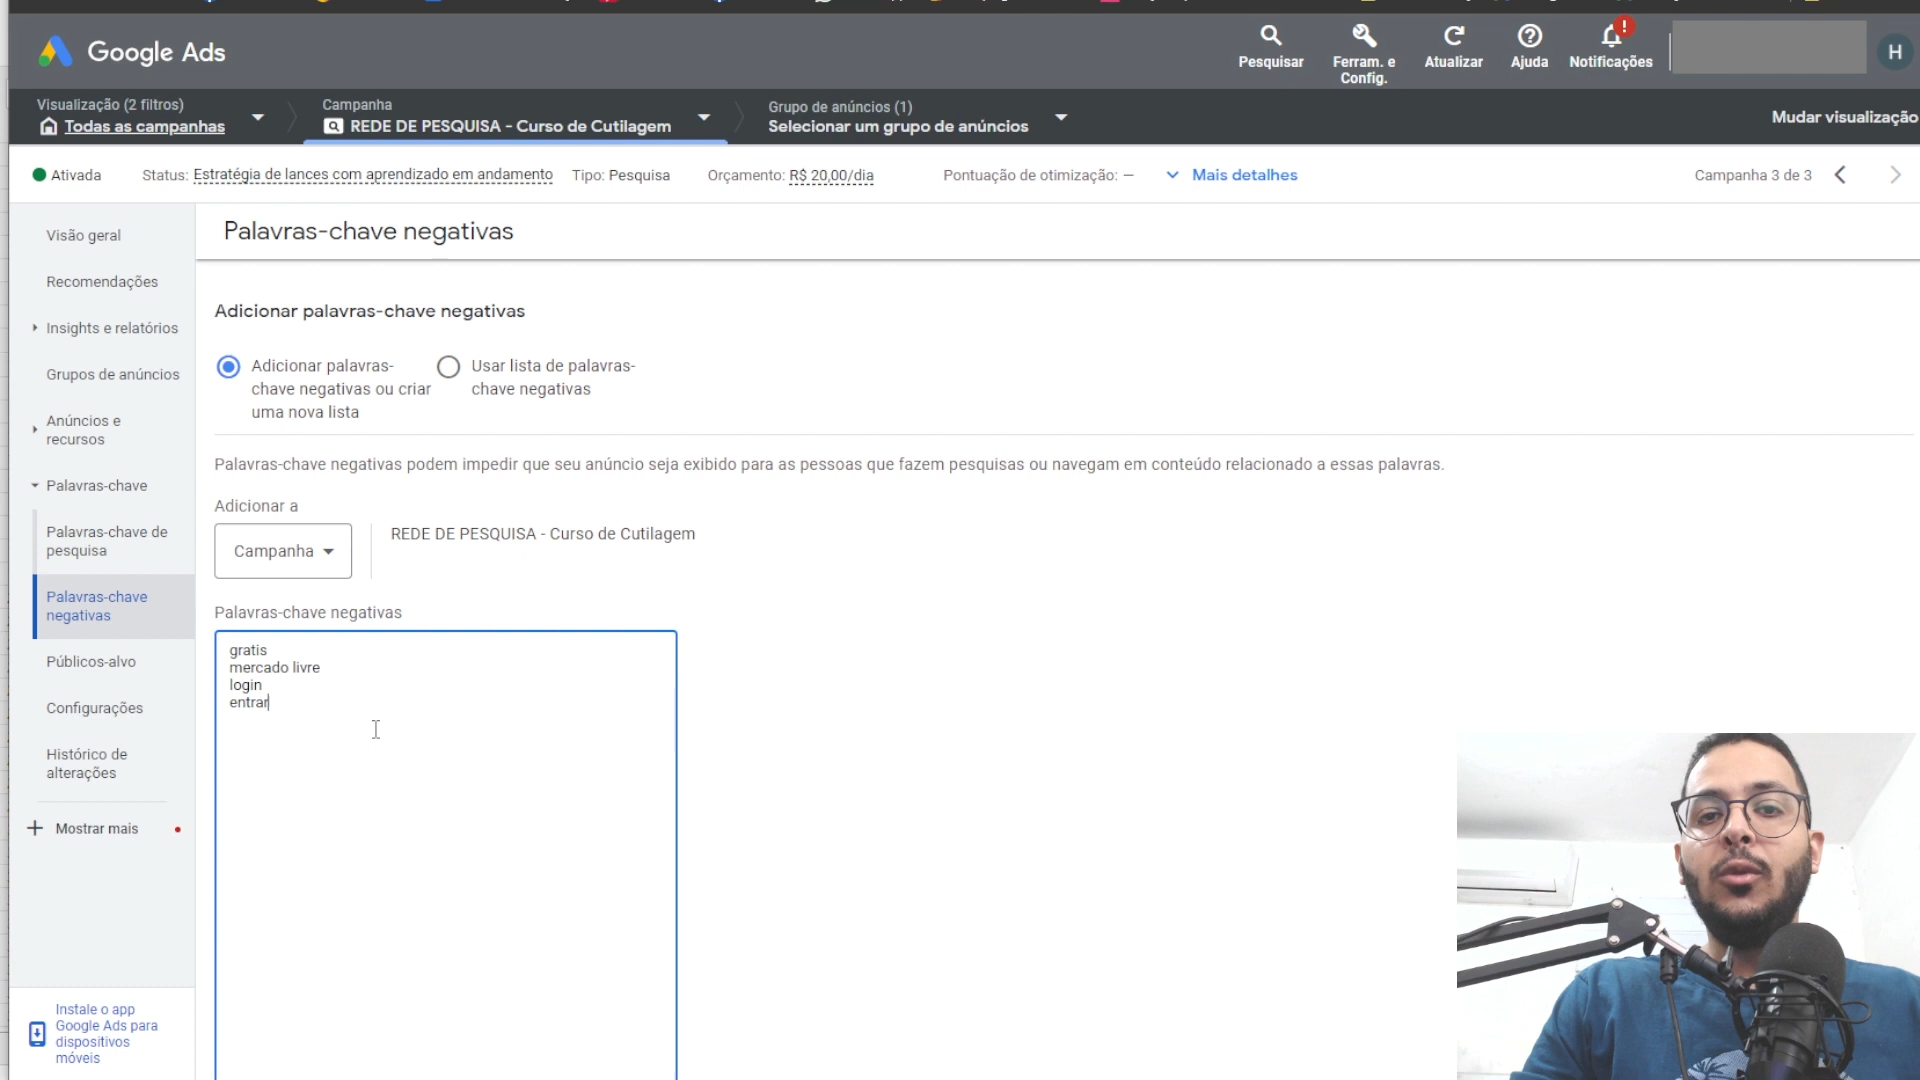 Google Ads
Pesquisar
Ferram. e
Config.
Atualizar
Ajuda
Notificações
H
Visualização (2 filtros)
Todas as campanhas
Campanha
REDE DE PESQUISA - Curso de Cutilagem
Grupo de anúncios (1)
Selecionar um grupo de anúncios
Mudar visualização
Ativada
Status: Estratégia de lances com aprendizado em andamento
Tipo: Pesquisa
Orçamento: R$ 20,00/dia
Pontuação de otimização: —
Mais detalhes
Campanha 3 de 3
Visão geral
Recomendações
Insights e relatórios
Grupos de anúncios
Anúncios e
recursos
Palavras-chave
Palavras-chave de
pesquisa
Palavras-chave
negativas
Públicos-alvo
Configurações
Histórico de
alterações
Mostrar mais
Instale o app
Google Ads para
dispositivos
móveis
Palavras-chave negativas
Adicionar palavras-chave negativas
Adicionar palavras-
chave negativas ou criar
uma nova lista
Usar lista de palavras-
chave negativas
Palavras-chave negativas podem impedir que seu anúncio seja exibido para as pessoas que fazem pesquisas ou navegam em conteúdo relacionado a essas palavras.
Adicionar a
Campanha
REDE DE PESQUISA - Curso de Cutilagem
Palavras-chave negativas
gratis
mercado livre
login
entrar